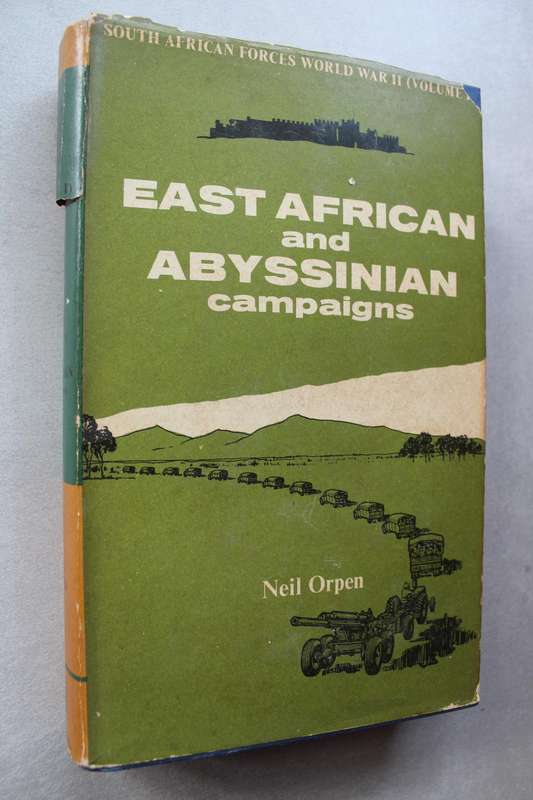 SOUTH AFRICAN FORCES WORLD WAR II (VOLUME
EAST AFRICAN
and
ABYSSINIAN
campaigns
Neil Orpen